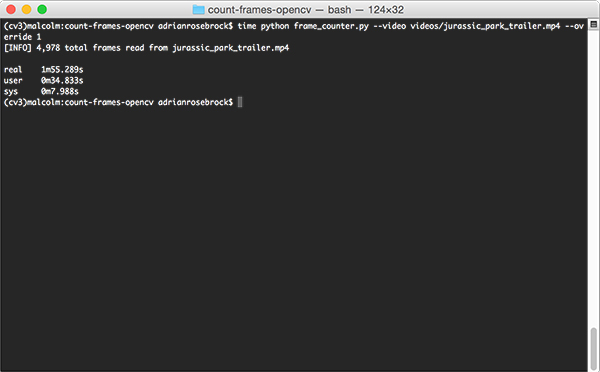 count-frames-opencv — bash — 124×32
(cv3)malcolm:count-frames-opencv adrianrosebrock$ time python frame_counter.py --video videos/jurassic_park_trailer.mp4 --ov
erride 1
[INFO] 4,978 total frames read from jurassic_park_trailer.mp4
real 1m55.289s
user 0m34.833s
sys 0m7.988s
(cv3)malcolm:count-frames-opencv adrianrosebrock$